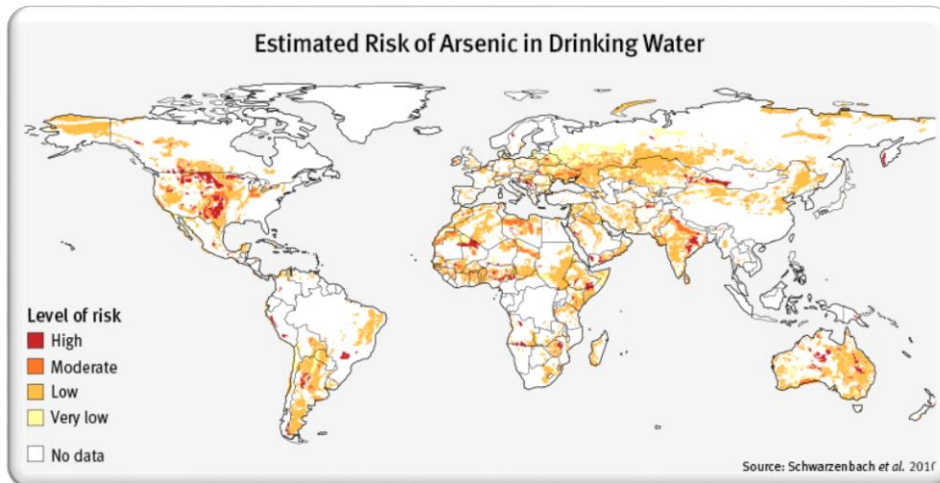 Estimated Risk of Arsenic in Drinking Water
Level of risk
High
Moderate
Low
Very low
No data
Source: Schwarzenbach et al.